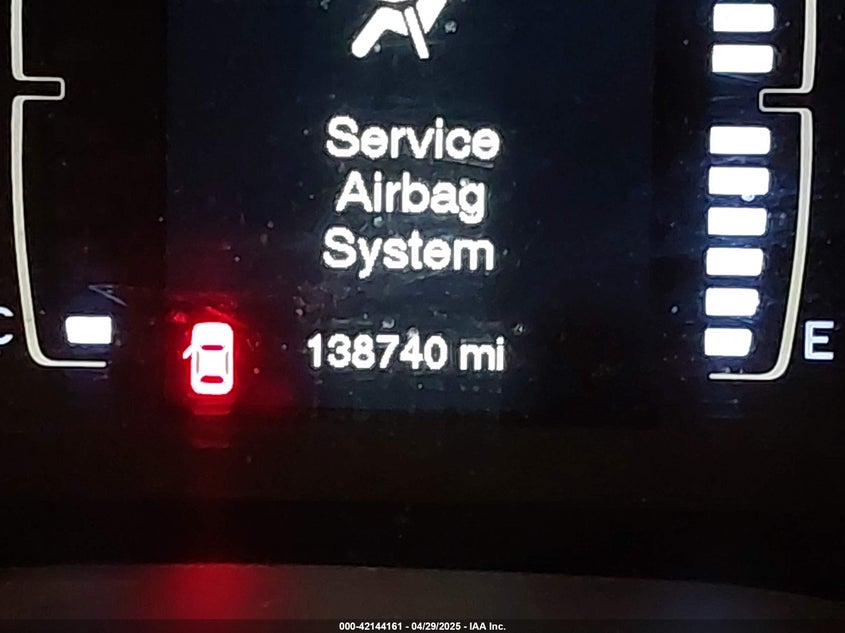 Service
Airbag
System
C
138740 mi
E
000-42144161 - 04/29/2025 - IAA Inc.